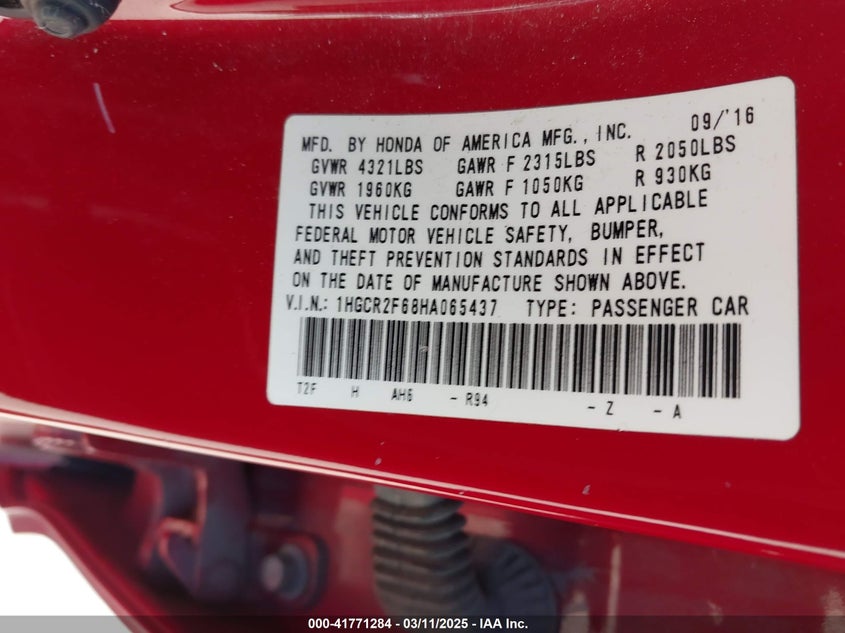 MFD. BY HONDA OF AMERICA MFG., INC. 09/'16
GVWR 4321LBS GAWR F 2315LBS R 2050LBS
GVWR 1960KG GAWR F 1050KG R 930KG
THIS VEHICLE CONFORMS TO ALL APPLICABLE
FEDERAL MOTOR VEHICLE SAFETY, BUMPER,
AND THEFT PREVENTION STANDARDS IN EFFECT
ON THE DATE OF MANUFACTURE SHOWN ABOVE.
V.I.N.: 1HGCR2F68HA065437 TYPE: PASSENGER CAR
T2F H AH6 - R94 - Z - A
000-41771284 - 03/11/2025 - IAA Inc.